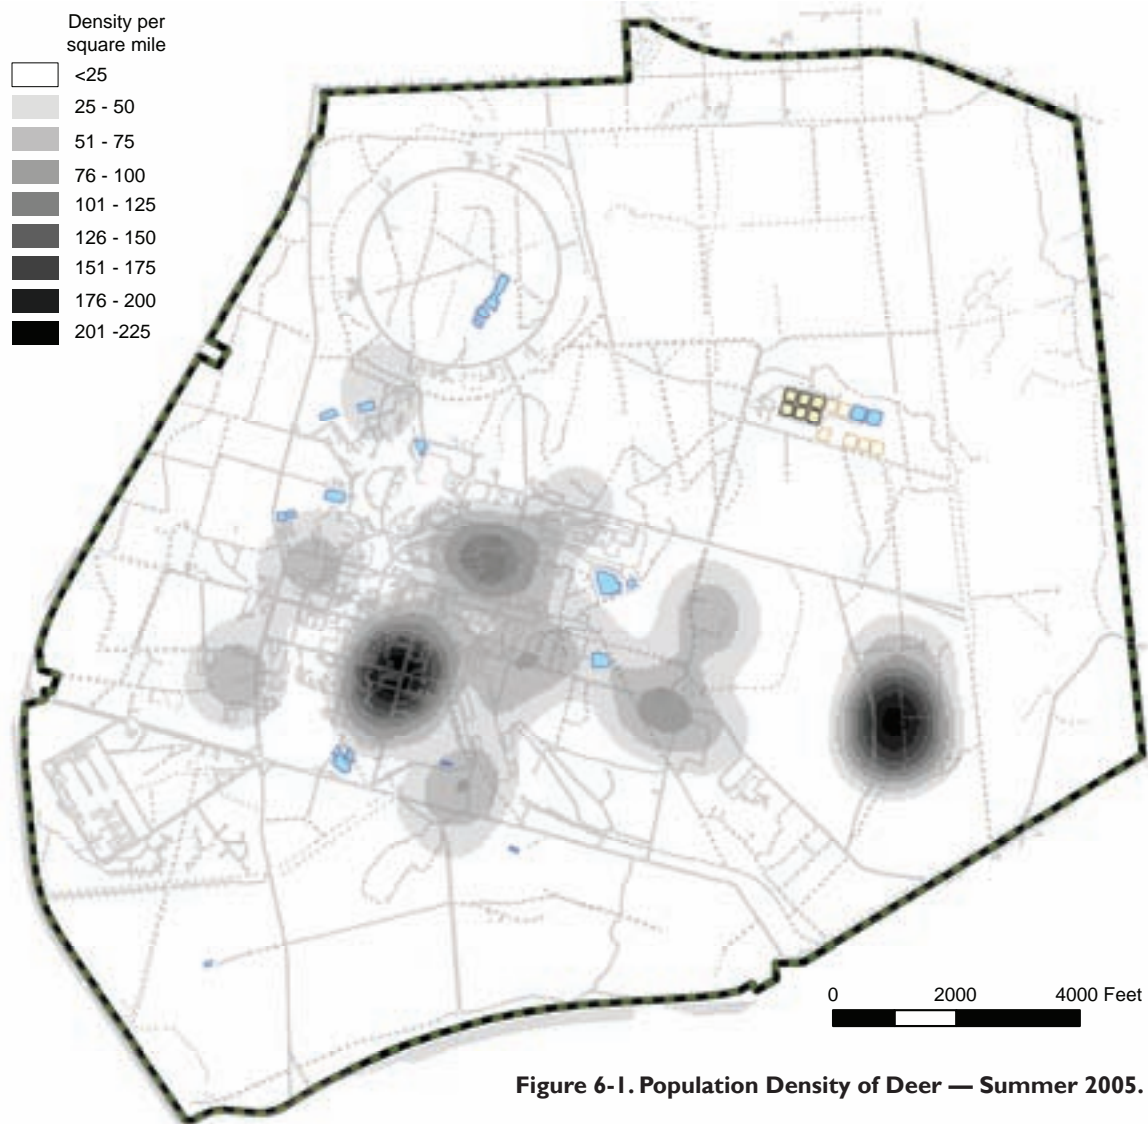 Density per
square mile
<25
25 - 50
51 - 75
76 - 100
101 - 125
126 - 150
151 - 175
176 - 200
201 -225
0 2000 4000 Feet
Figure 6-1. Population Density of Deer — Summer 2005.